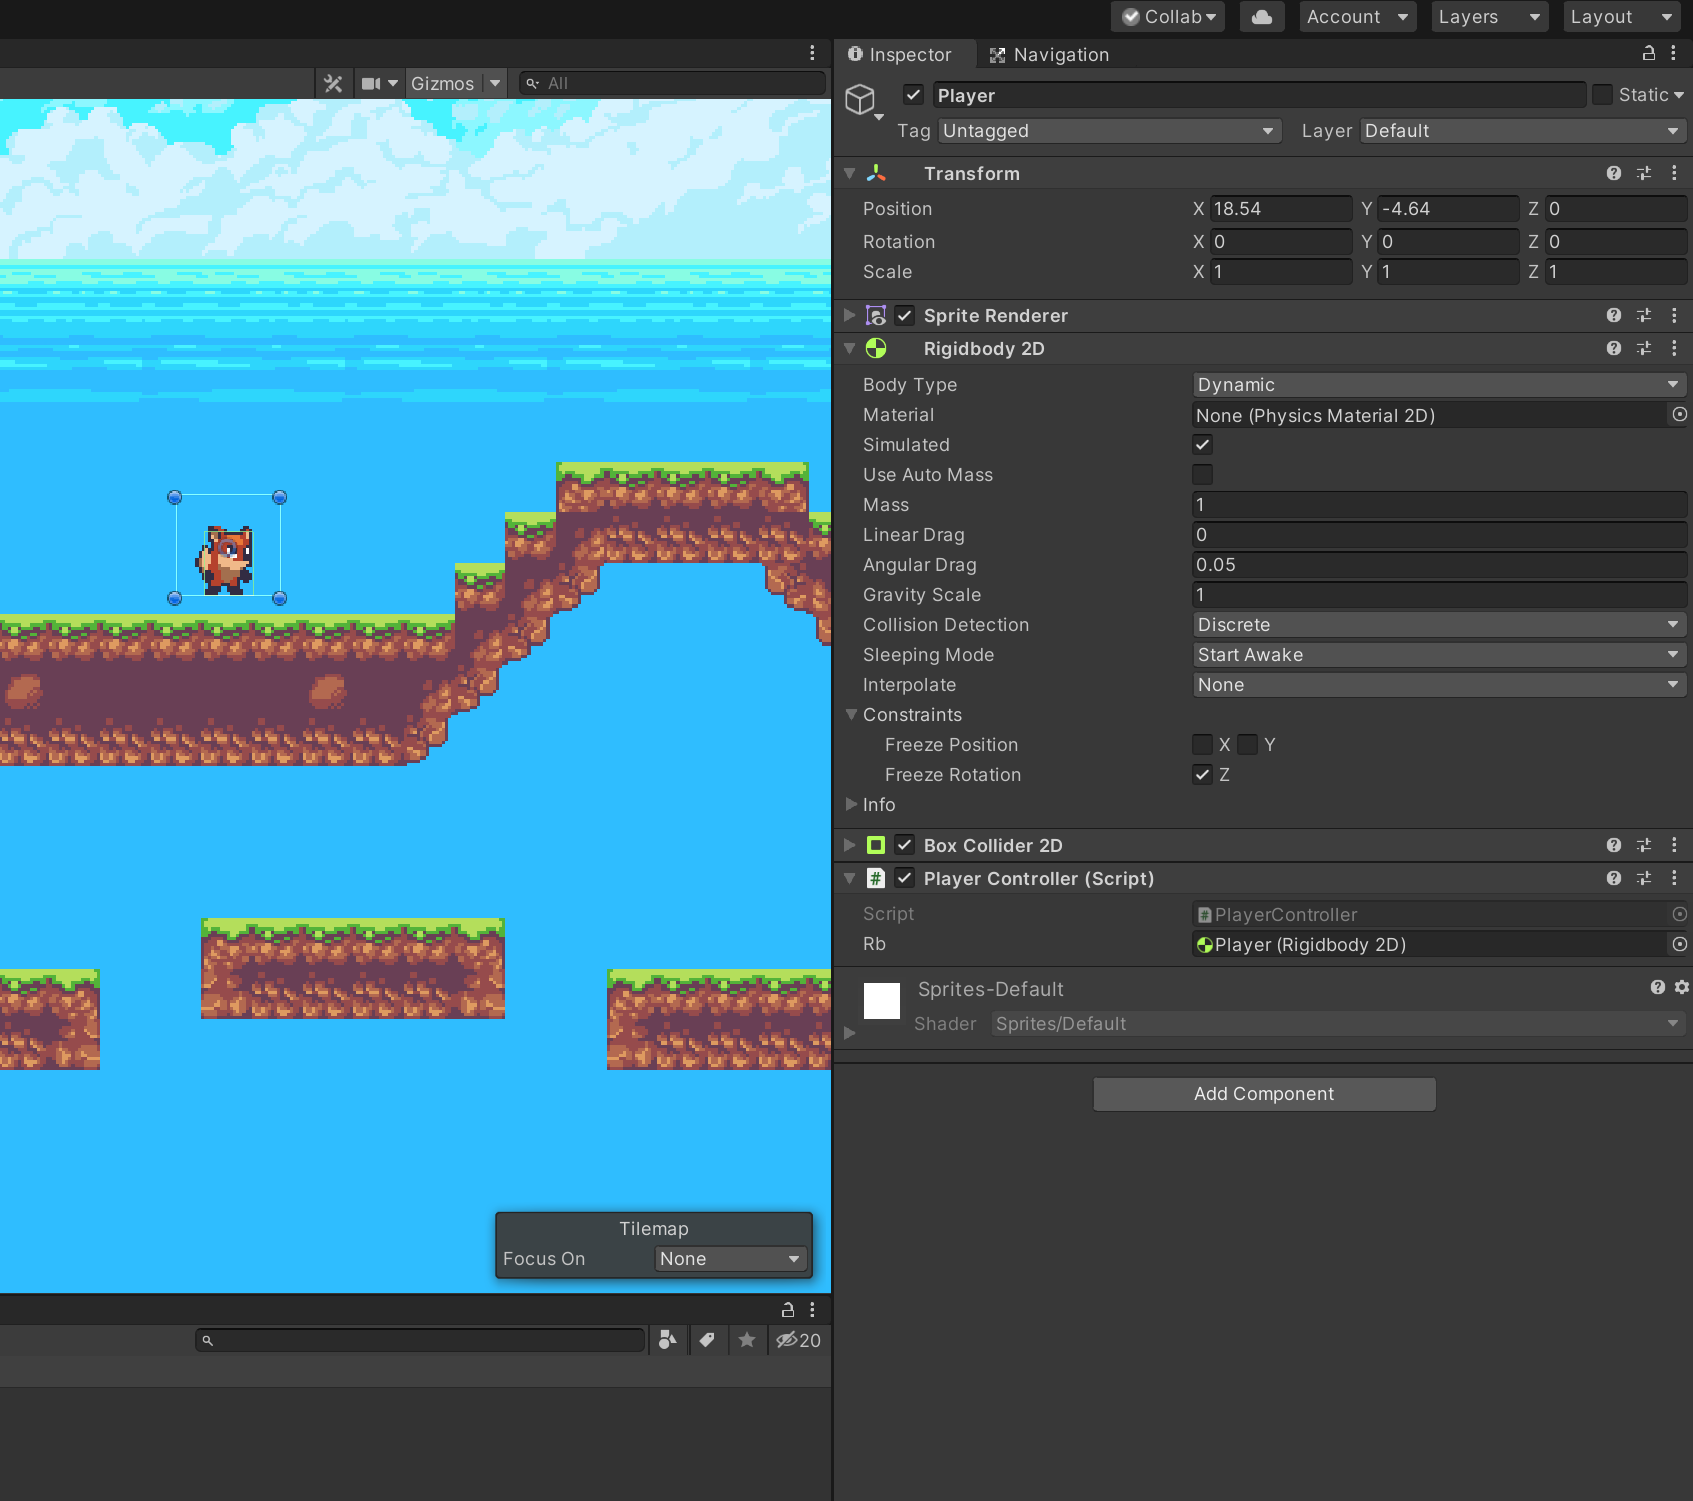 Collab Account Layers Layout
Inspector Navigation
Gizmos All
Player Static
Tag Untagged Layer Default
Transform
Position X 18.54 Y -4.64 Z 0
Rotation X 0 Y 0 Z 0
Scale X 1 Y 1 Z 1
Sprite Renderer
Rigidbody 2D
Body Type Dynamic
Material None (Physics Material 2D)
Simulated
Use Auto Mass
Mass 1
Linear Drag 0
Angular Drag 0.05
Gravity Scale 1
Collision Detection Discrete
Sleeping Mode Start Awake
Interpolate None
Constraints
Freeze Position X Y
Freeze Rotation Z
Info
Box Collider 2D
Player Controller (Script)
Script # PlayerController
Rb Player (Rigidbody 2D)
Sprites-Default
Shader Sprites/Default
Add Component
Tilemap
Focus On None
20